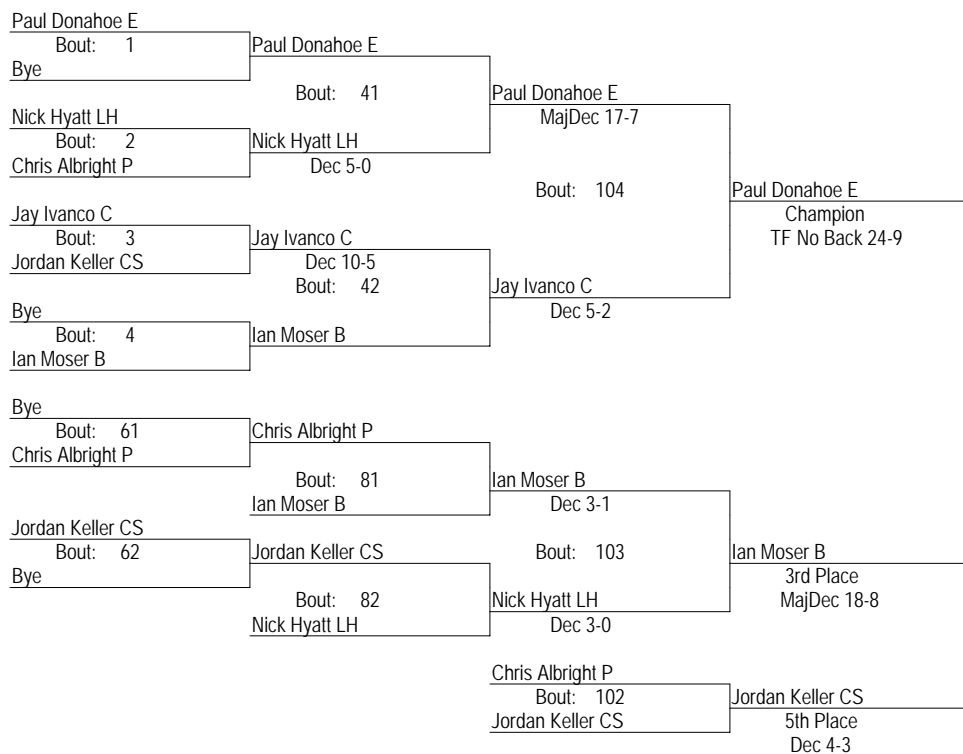 Paul Donahoe E
Bout: 1
Paul Donahoe E
Bye
Bout: 41
Paul Donahoe E
MajDec 17-7
Nick Hyatt LH
Bout: 2
Nick Hyatt LH
Chris Albright P
Dec 5-0
Bout: 104
Paul Donahoe E
Champion
TF No Back 24-9
Jay Ivanco C
Bout: 3
Jay Ivanco C
Jordan Keller CS
Dec 10-5
Bout: 42
Jay Ivanco C
Dec 5-2
Bye
Bout: 4
Ian Moser B
Ian Moser B
Bye
Bout: 61
Chris Albright P
Chris Albright P
Bout: 81
Ian Moser B
Ian Moser B
Dec 3-1
Jordan Keller CS
Bout: 62
Jordan Keller CS
Bye
Bout: 103
Ian Moser B
3rd Place
MajDec 18-8
Bout: 82
Nick Hyatt LH
Nick Hyatt LH
Dec 3-0
Chris Albright P
Bout: 102
Jordan Keller CS
Jordan Keller CS
5th Place
Dec 4-3